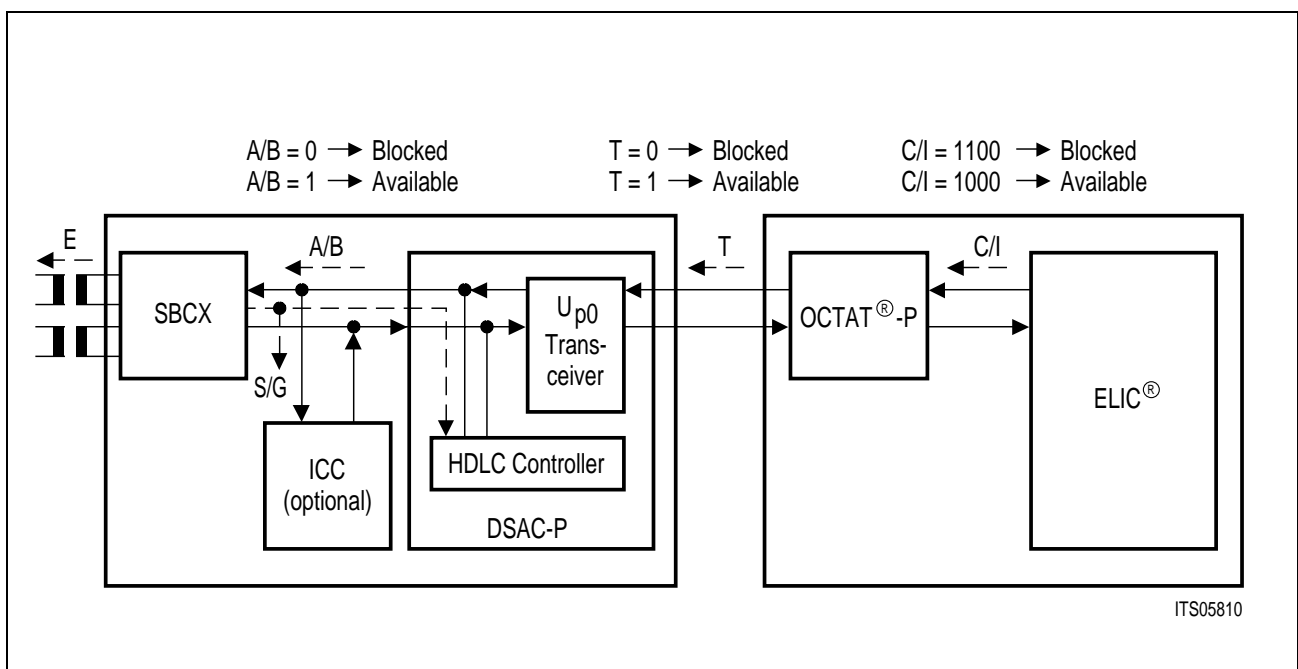 A/B = 0 → Blocked
A/B = 1 → Available
T = 0 → Blocked
T = 1 → Available
C/I = 1100 → Blocked
C/I = 1000 → Available
E
A/B
T
C/I
SBCX
S/G
ICC
(optional)
Up0
Trans-
ceiver
HDLC Controller
DSAC-P
OCTAT®-P
ELIC®
ITS05810